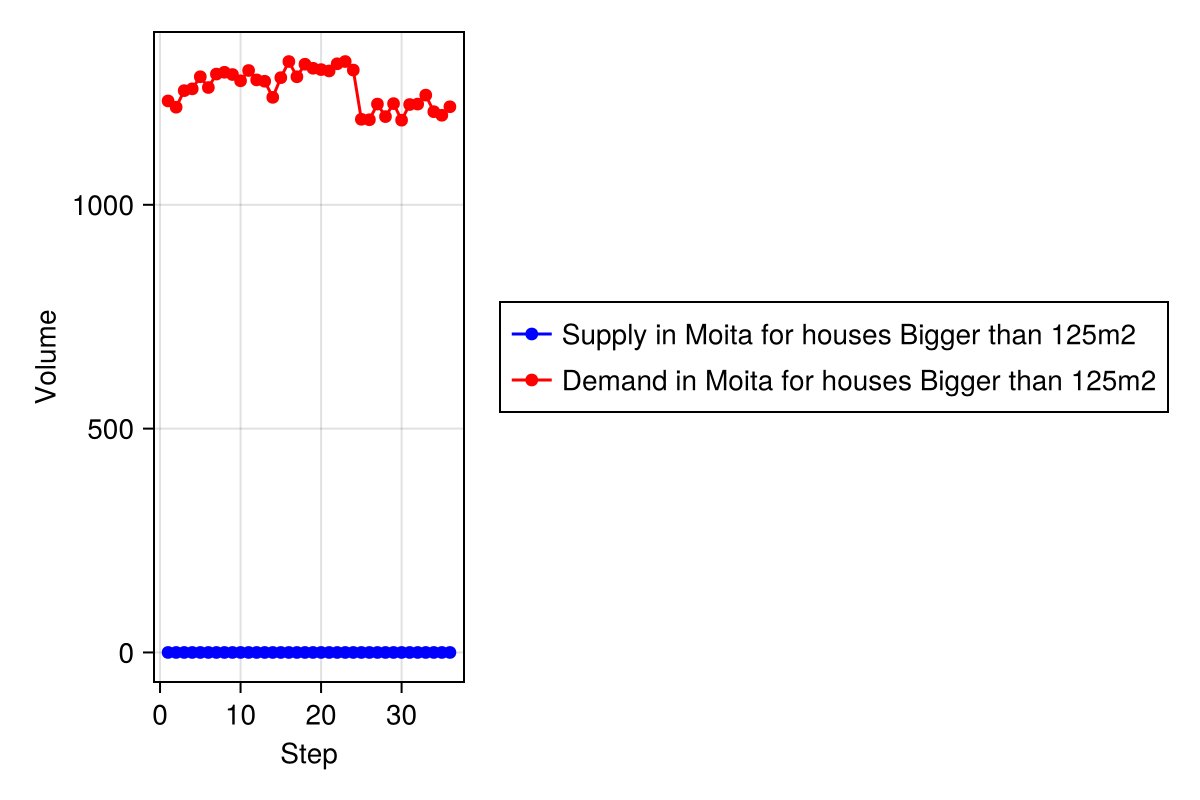 1000
500
0
Volume
0 10 20 30
Step
Supply in Moita for houses Bigger than 125m2
Demand in Moita for houses Bigger than 125m2